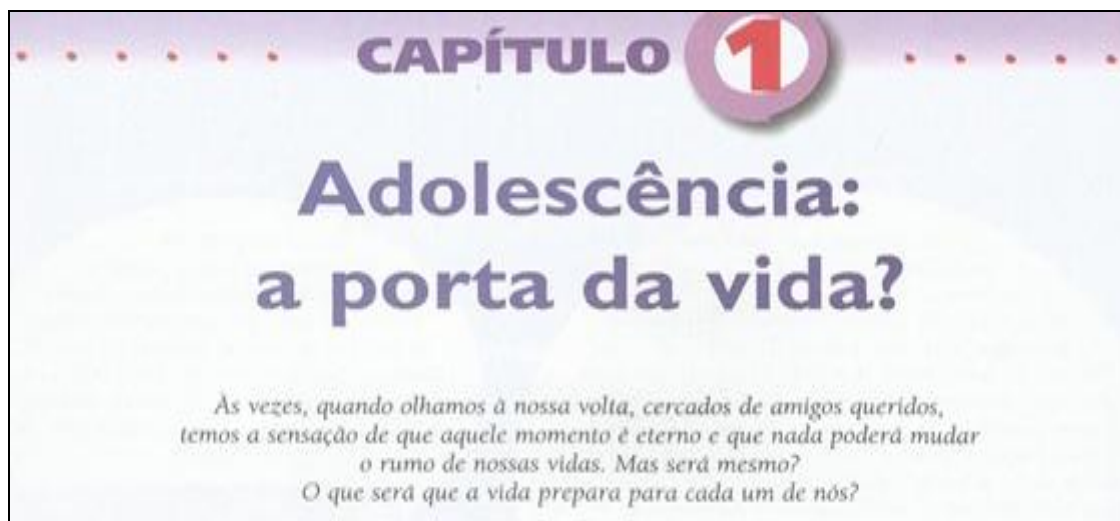 CAPÍTULO 1
Adolescência:
a porta da vida?
Às vezes, quando olhamos à nossa volta, cercados de amigos queridos,
temos a sensação de que aquele momento é eterno e que nada poderá mudar
o rumo de nossas vidas. Mas será mesmo?
O que será que a vida prepara para cada um de nós?